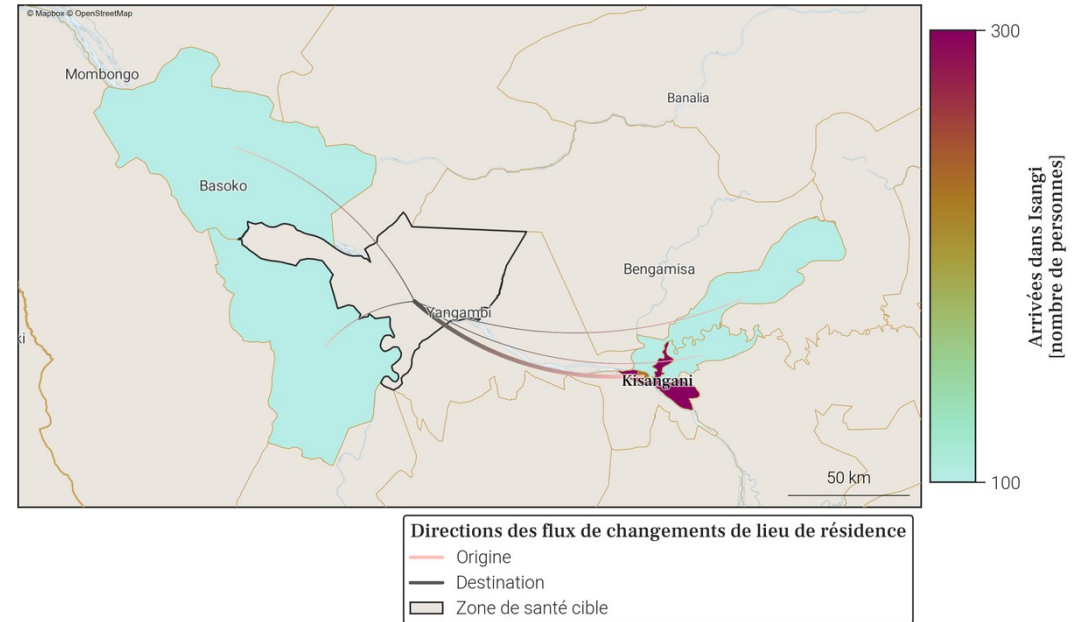 © Mapbox © OpenStreetMap
Mombongo
Banalia
Basoko
Bengamisa
Yangambi
ki
Kisangani
50 km
300
100
Arrivées dans Isangi
[nombre de personnes]
Directions des flux de changements de lieu de résidence
Origine
Destination
Zone de santé cible